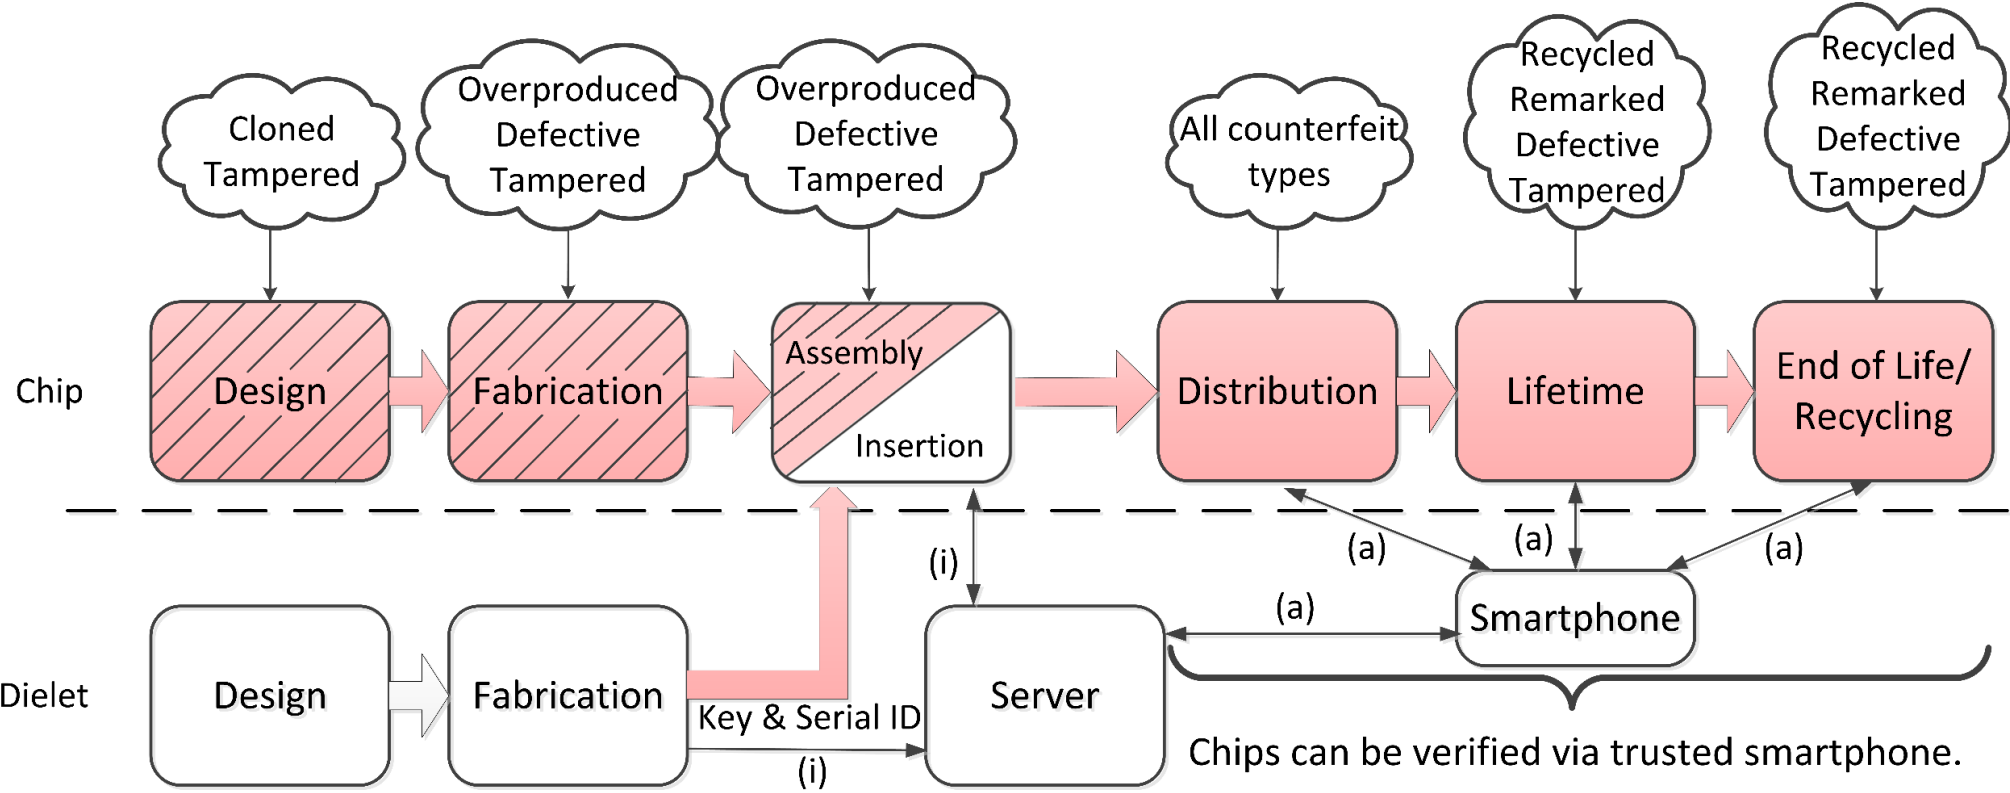 Cloned
Tampered
Overproduced
Defective
Tampered
Overproduced
Defective
Tampered
All counterfeit
types
Recycled
Remarked
Defective
Tampered
Recycled
Remarked
Defective
Tampered
Chip
Design
Fabrication
Assembly
Insertion
Distribution
Lifetime
End of Life/
Recycling
(i)
(a)
(a)
(a)
(a)
Smartphone
Dielet
Design
Fabrication
Key & Serial ID
(i)
Server
Chips can be verified via trusted smartphone.